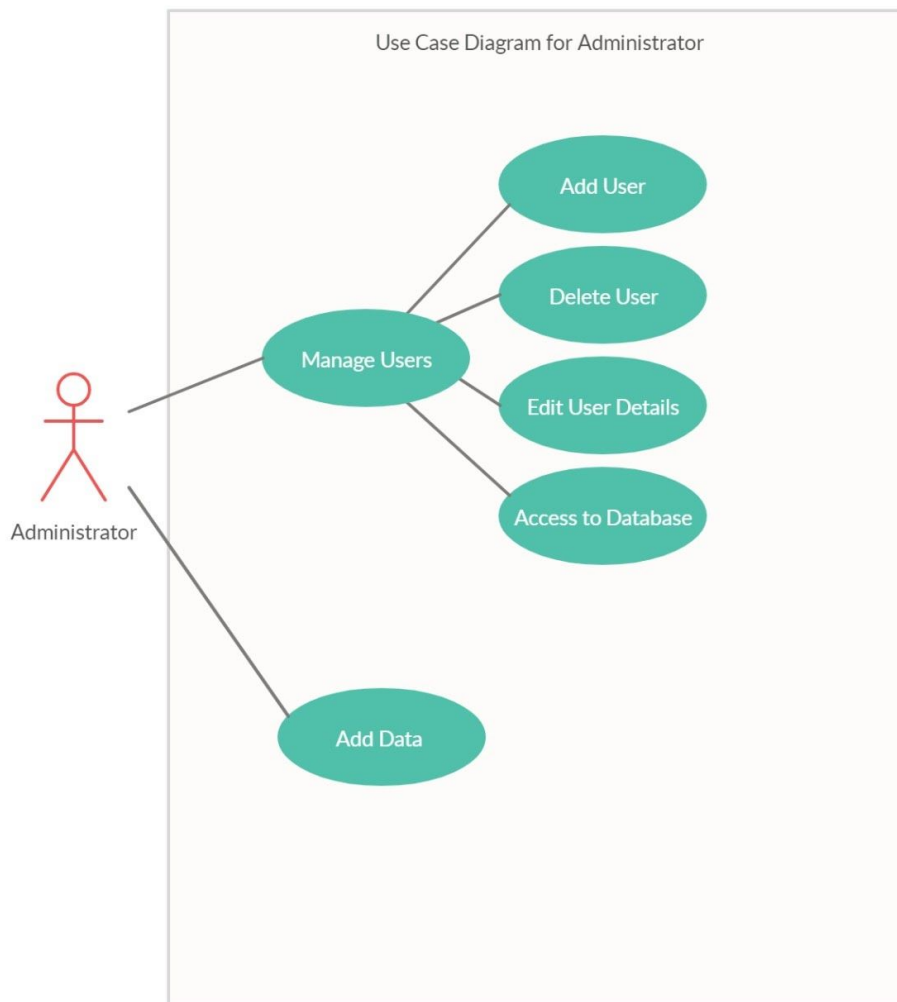 Use Case Diagram for Administrator
Add User
Delete User
Manage Users
Edit User Details
Access to Database
Administrator
Add Data